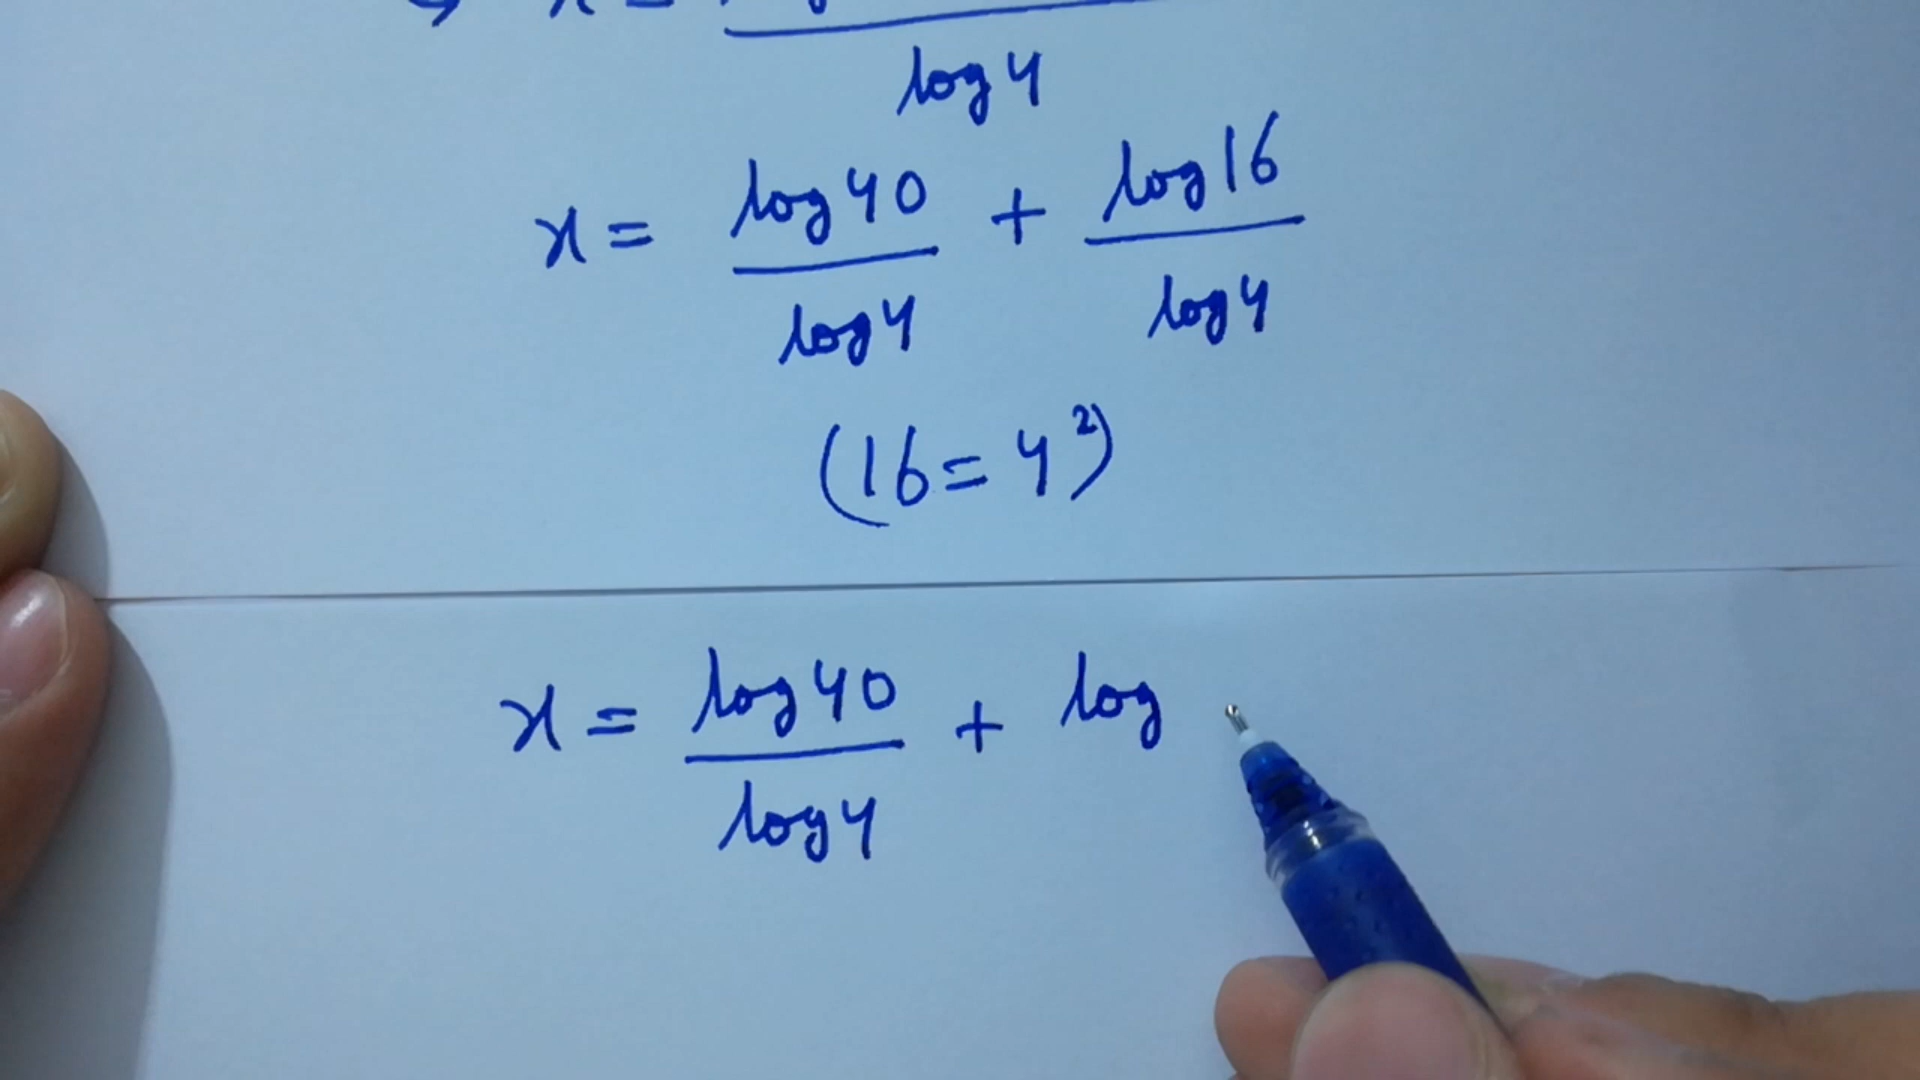 x =
log 4
x = log 40 / log 4 + log 16 / log 4
(16 = 4²)
x = log 40 / log 4 + log